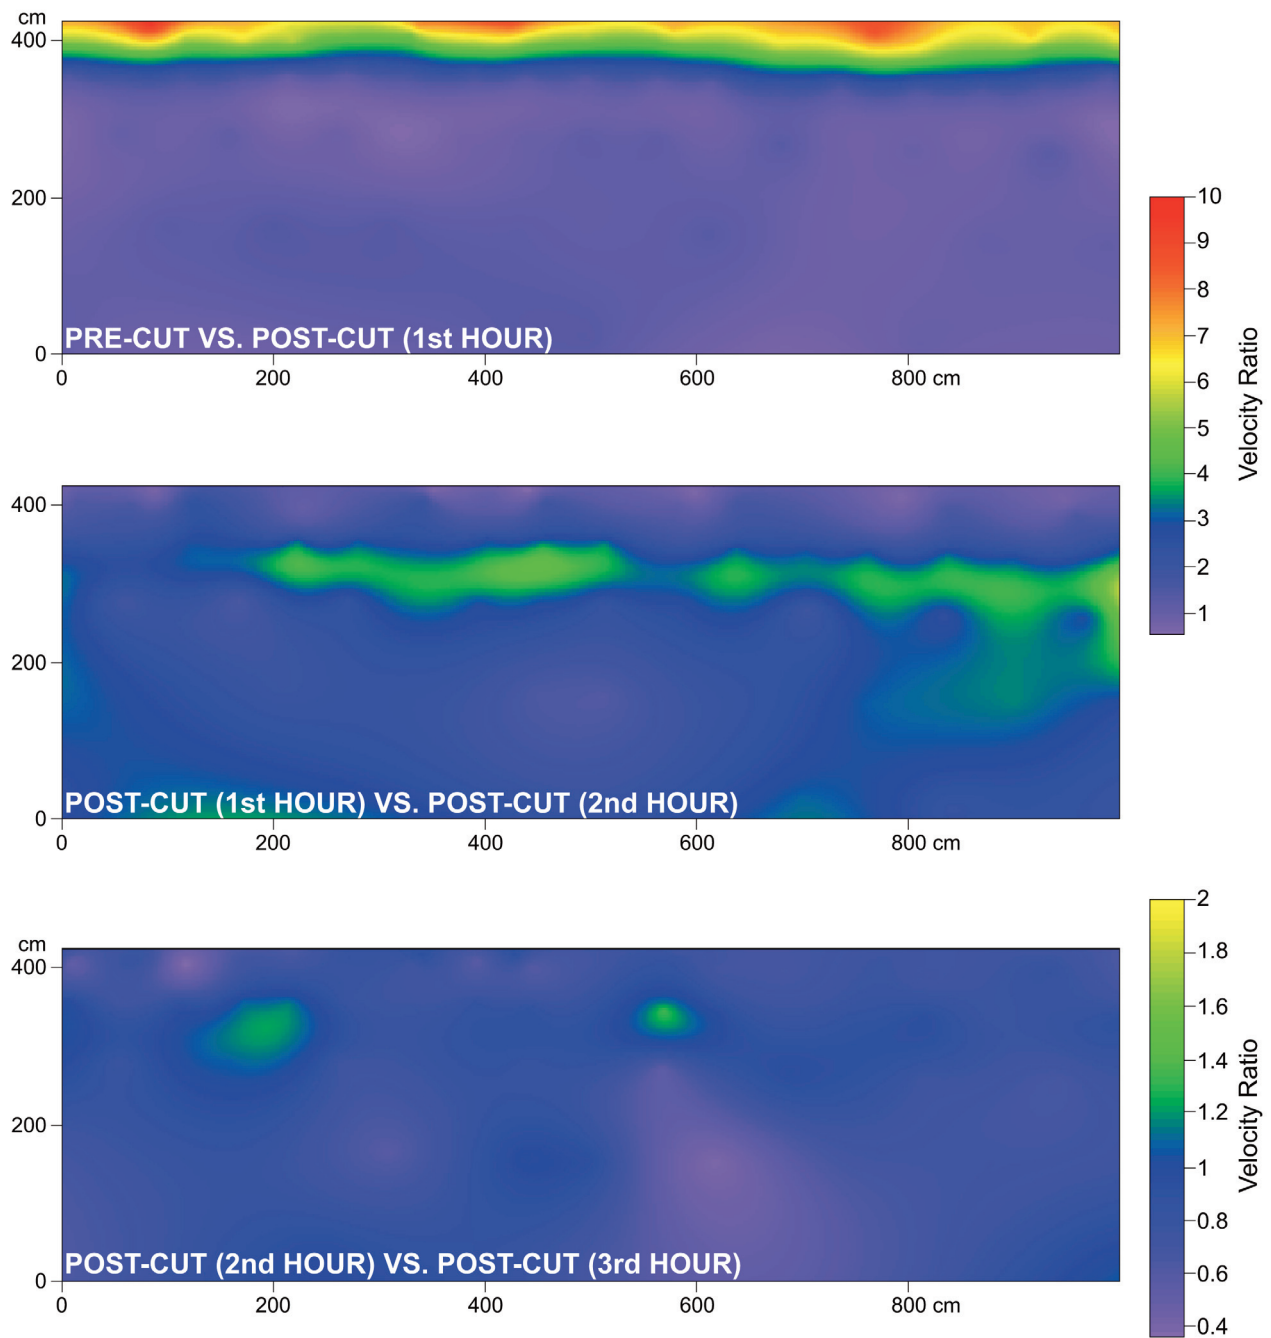 cm
400
200
0
PRE-CUT VS. POST-CUT (1st HOUR)
0 200 400 600 800 cm
10
9
8
7
6
5
4
3
2
1
Velocity Ratio
400
200
0
POST-CUT (1st HOUR) VS. POST-CUT (2nd HOUR)
0 200 400 600 800 cm
cm
400
200
0
POST-CUT (2nd HOUR) VS. POST-CUT (3rd HOUR)
0 200 400 600 800 cm
2
1.8
1.6
1.4
1.2
1
0.8
0.6
0.4
Velocity Ratio